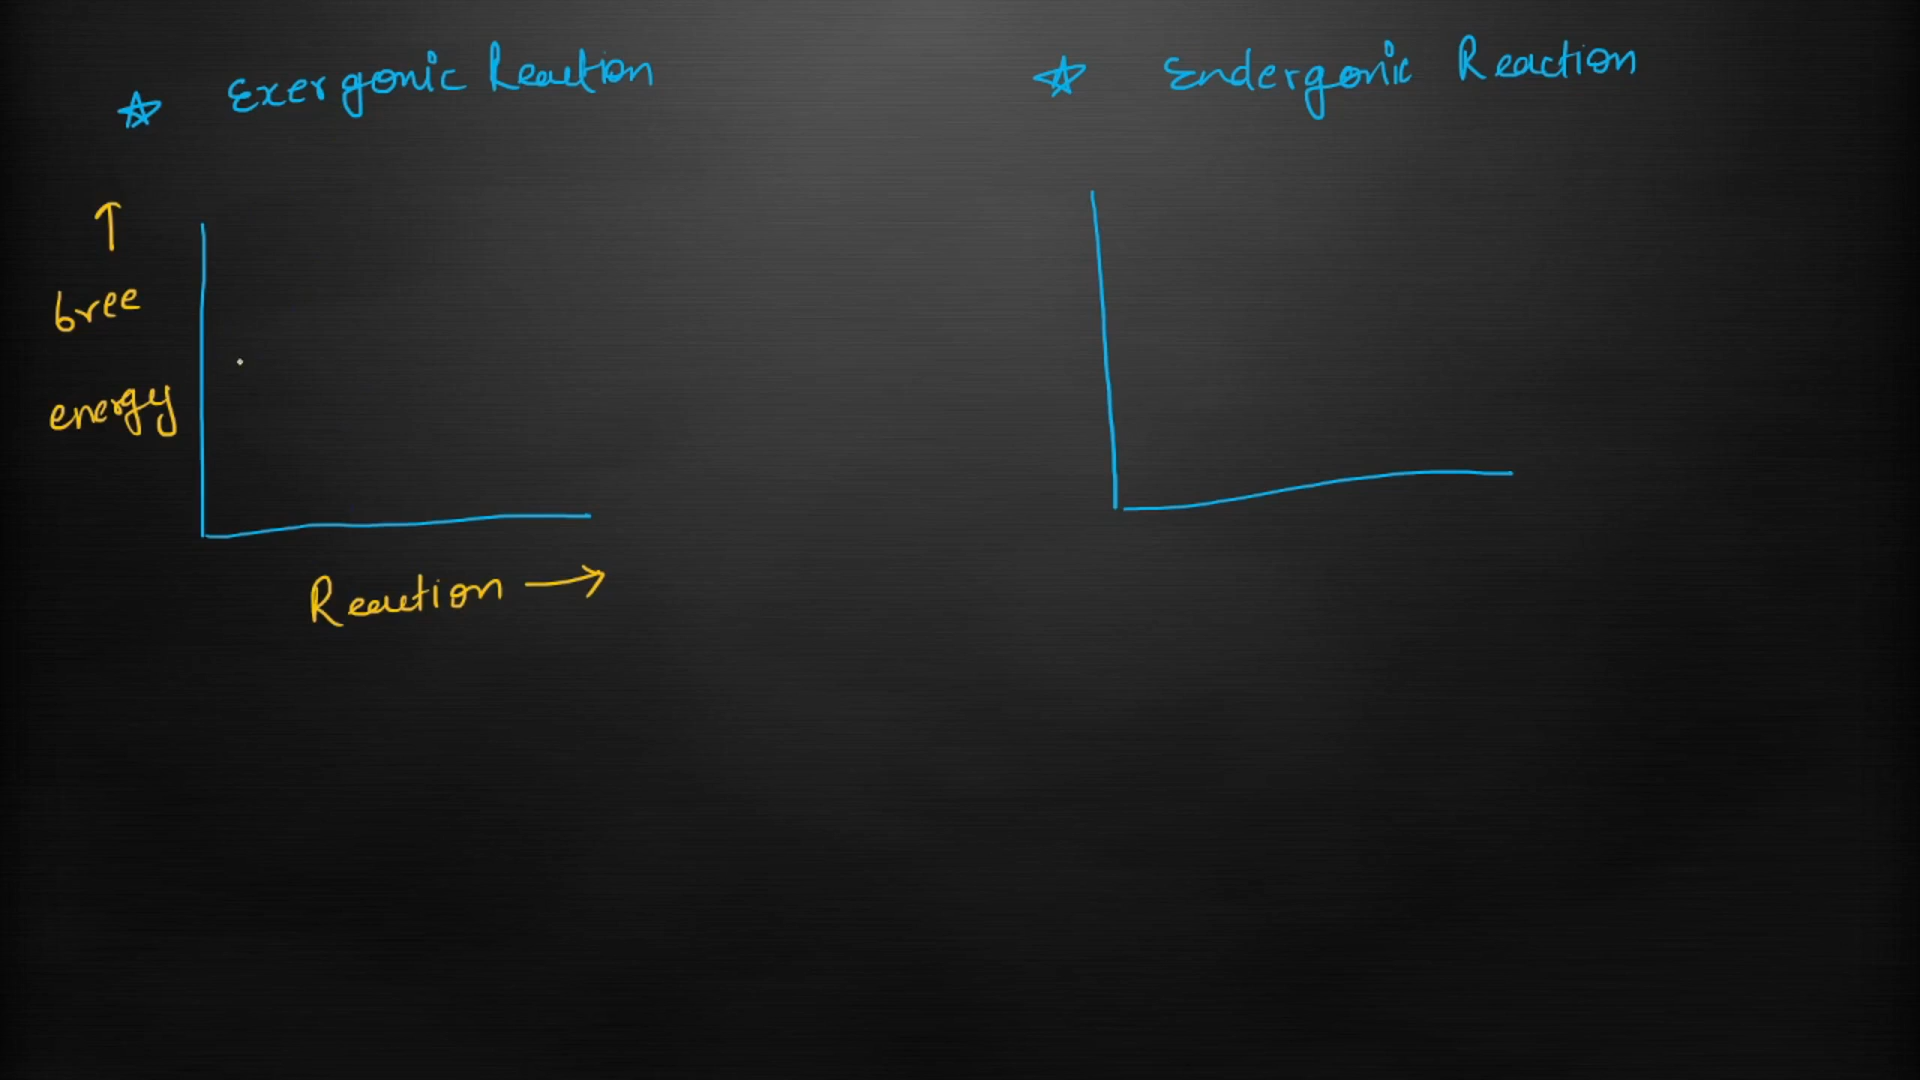 ☆ Exergonic Reaction
☆ Endergonic Reaction
↑
free
energy
Reaction →